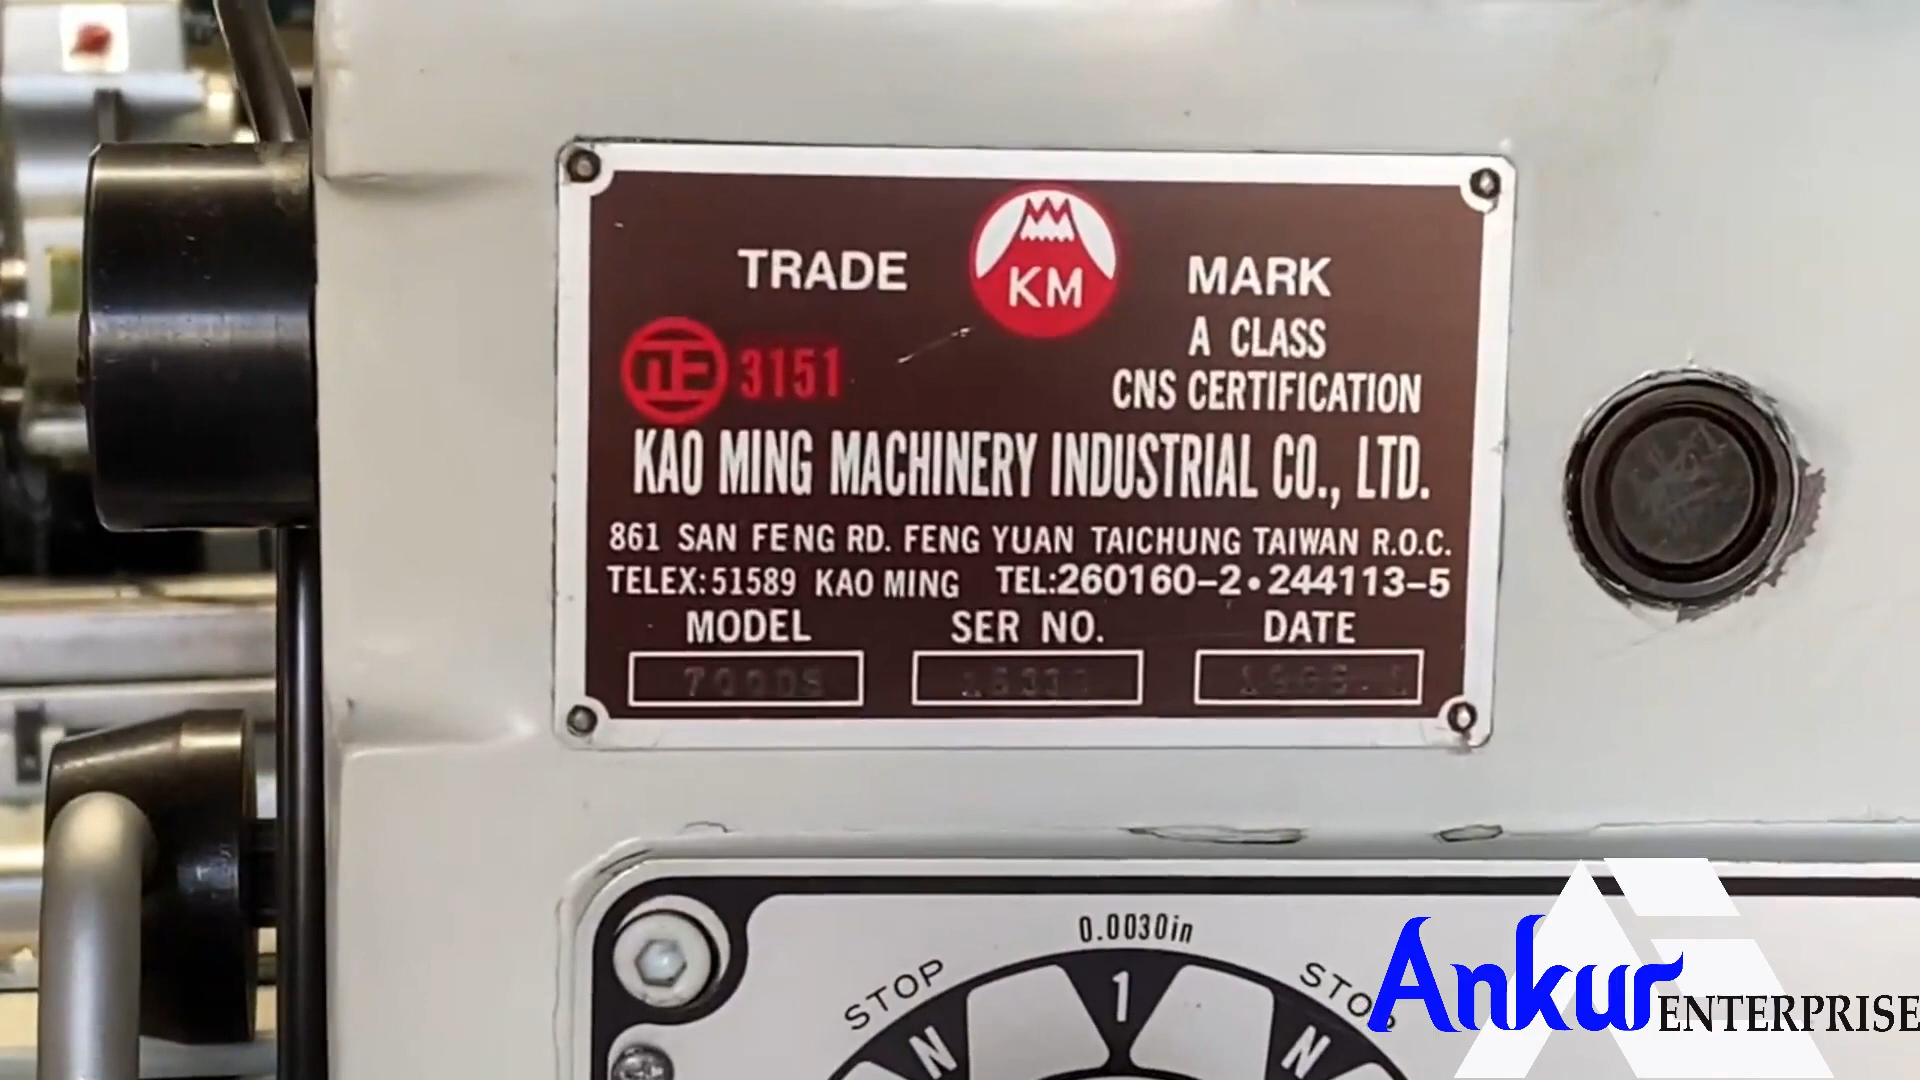 TRADE KM MARK
A CLASS
正 3151
CNS CERTIFICATION
KAO MING MACHINERY INDUSTRIAL CO., LTD.
861 SAN FENG RD. FENG YUAN TAICHUNG TAIWAN R.O.C.
TELEX:51589 KAO MING TEL:260160-2•244113-5
MODEL SER NO. DATE
700DS
0.0030in
STOP 1 STOP
N N
Ankur ENTERPRISE